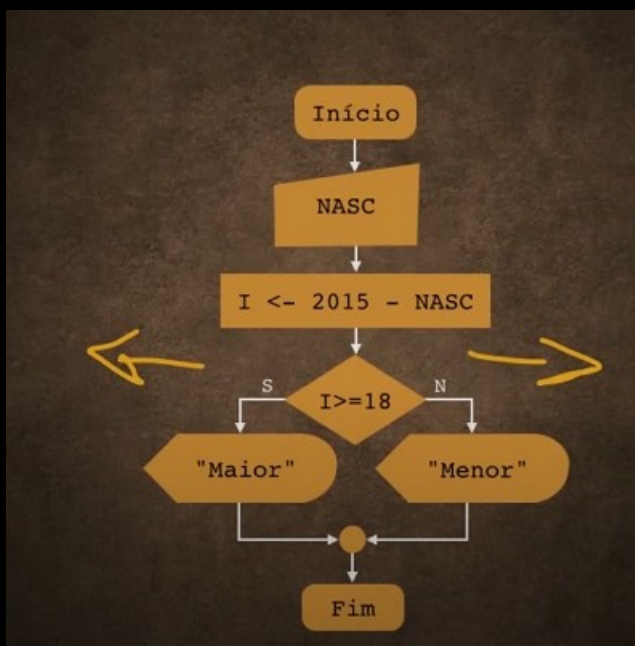 Início
NASC
I <- 2015 - NASC
S
N
I>=18
"Maior"
"Menor"
Fim